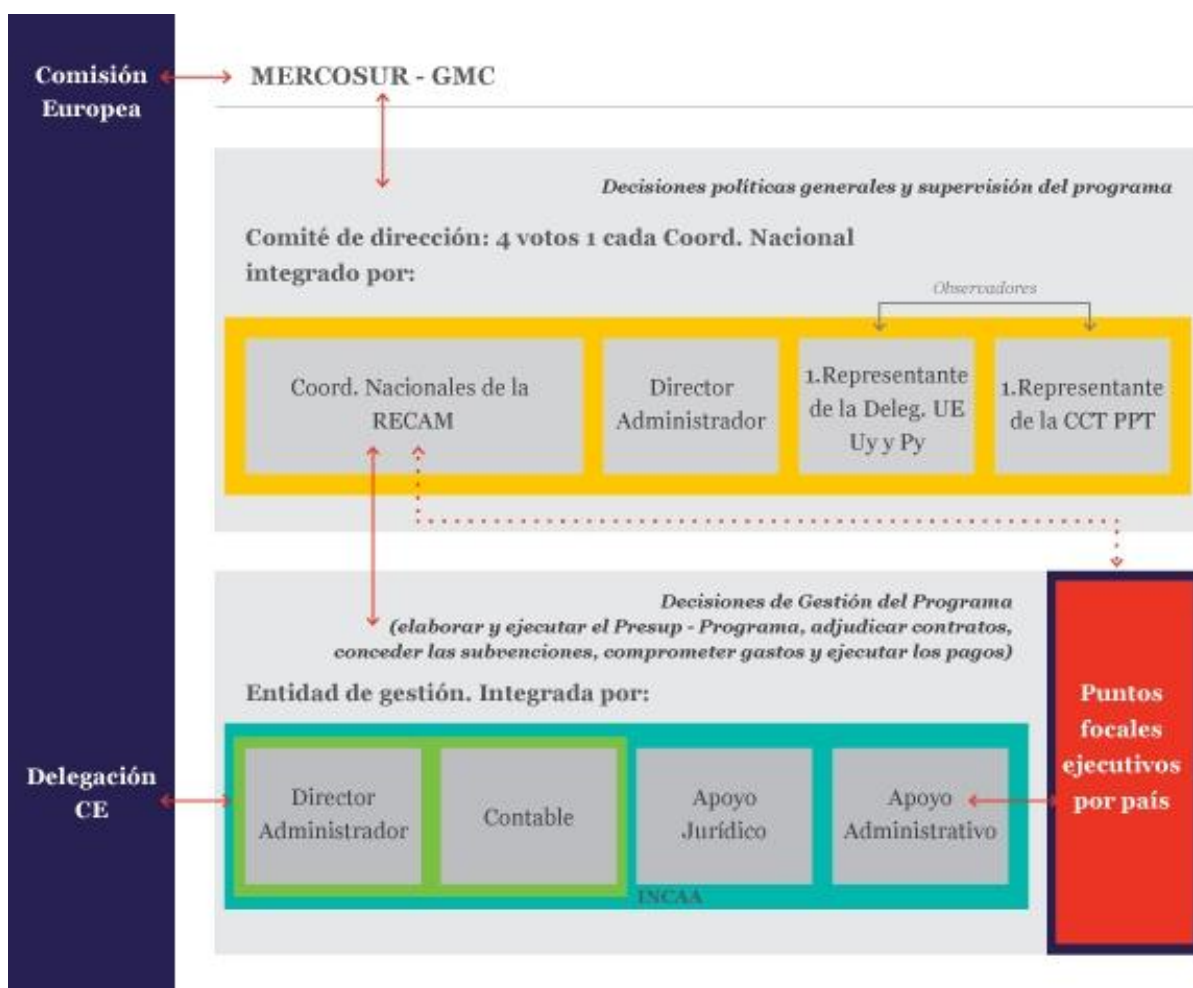 Comisión
Europea
MERCOSUR - GMC
Decisiones políticas generales y supervisión del programa
Comité de dirección: 4 votos 1 cada Coord. Nacional
integrado por:
Observadores
Coord. Nacionales de la
RECAM
Director
Administrador
1.Representante
de la Deleg. UE
Uy y Py
1.Representante
de la CCT PPT
Decisiones de Gestión del Programa
(elaborar y ejecutar el Presup - Programa, adjudicar contratos,
conceder las subvenciones, comprometer gastos y ejecutar los pagos)
Entidad de gestión. Integrada por:
Delegación
CE
Director
Administrador
Contable
Apoyo
Jurídico
Apoyo
Administrativo
INCAA
Puntos
focales
ejecutivos
por país